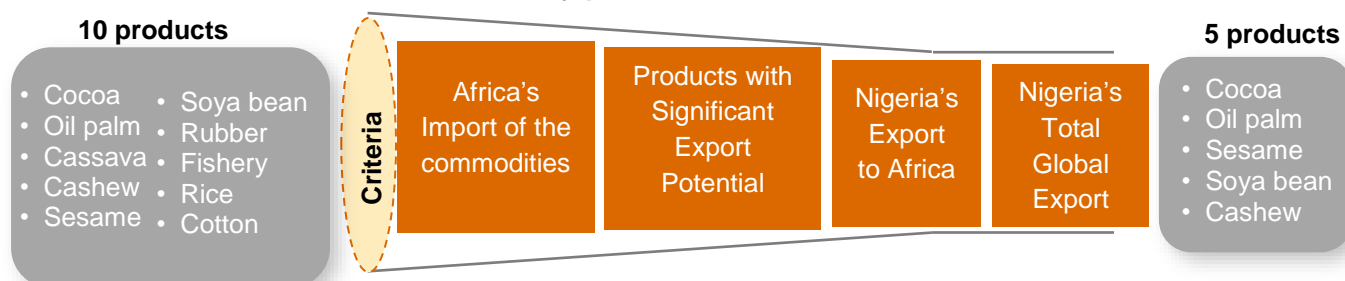 10 products
• Cocoa
• Oil palm
• Cassava
• Cashew
• Sesame
• Soya bean
• Rubber
• Fishery
• Rice
• Cotton
Criteria
Africa's
Import of the
commodities
Products with
Significant
Export
Potential
Nigeria's
Export
to Africa
Nigeria's
Total
Global
Export
5 products
• Cocoa
• Oil palm
• Sesame
• Soya bean
• Cashew